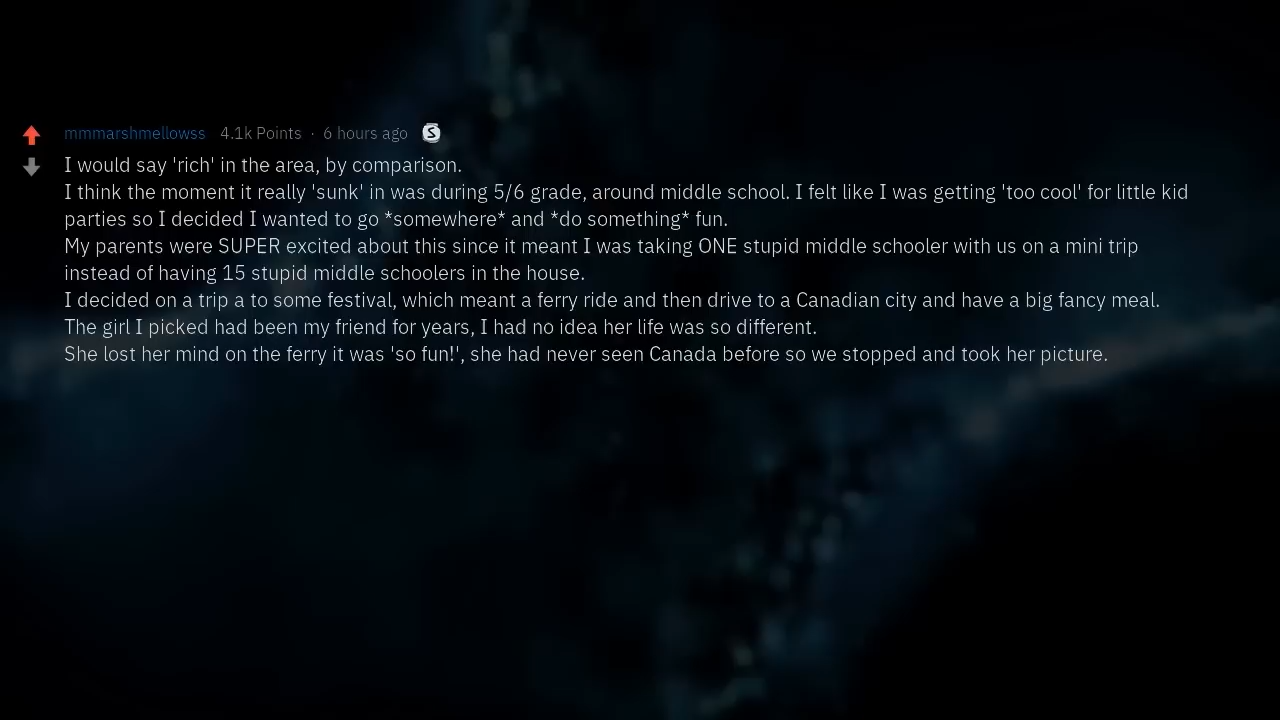 mmmarshmellowss 4.1k Points · 6 hours ago S
I would say 'rich' in the area, by comparison.
I think the moment it really 'sunk' in was during 5/6 grade, around middle school. I felt like I was getting 'too cool' for little kid
parties so I decided I wanted to go *somewhere* and *do something* fun.
My parents were SUPER excited about this since it meant I was taking ONE stupid middle schooler with us on a mini trip
instead of having 15 stupid middle schoolers in the house.
I decided on a trip a to some festival, which meant a ferry ride and then drive to a Canadian city and have a big fancy meal.
The girl I picked had been my friend for years, I had no idea her life was so different.
She lost her mind on the ferry it was 'so fun!', she had never seen Canada before so we stopped and took her picture.